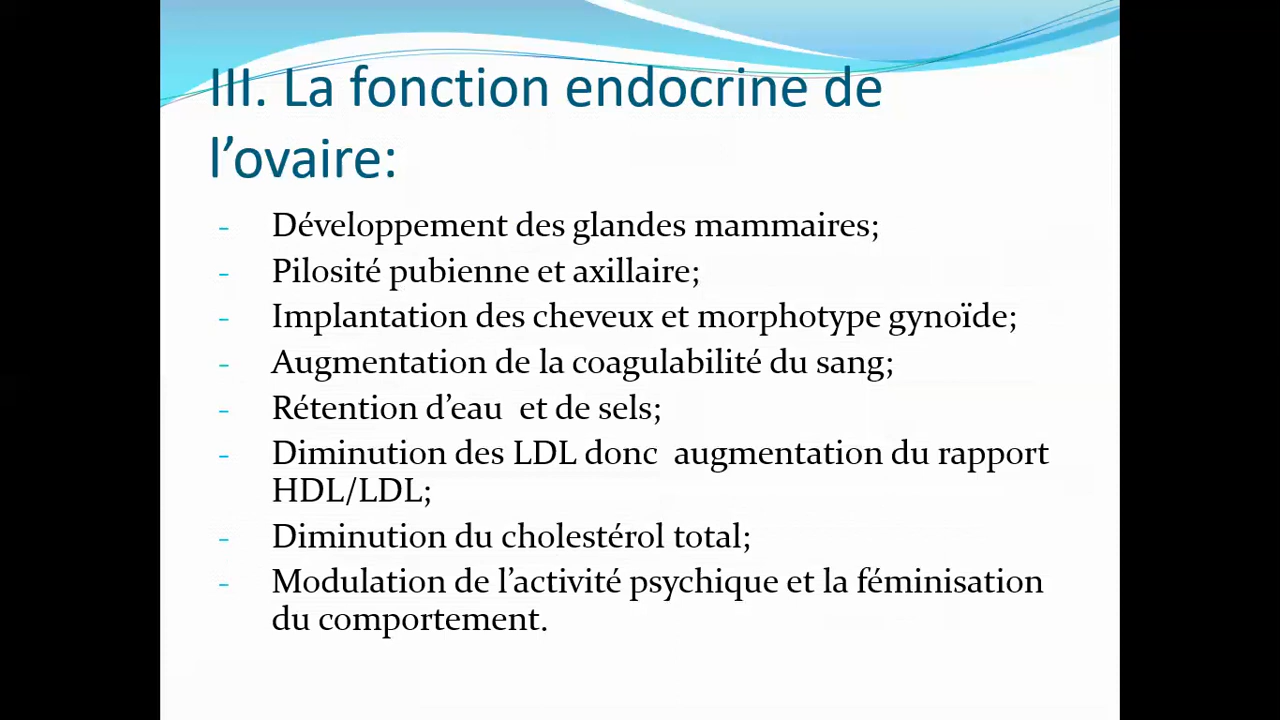 III. La fonction endocrine de
l’ovaire:
- Développement des glandes mammaires;
- Pilosité pubienne et axillaire;
- Implantation des cheveux et morphotype gynoïde;
- Augmentation de la coagulabilité du sang;
- Rétention d’eau et de sels;
- Diminution des LDL donc augmentation du rapport
HDL/LDL;
- Diminution du cholestérol total;
- Modulation de l’activité psychique et la féminisation
du comportement.